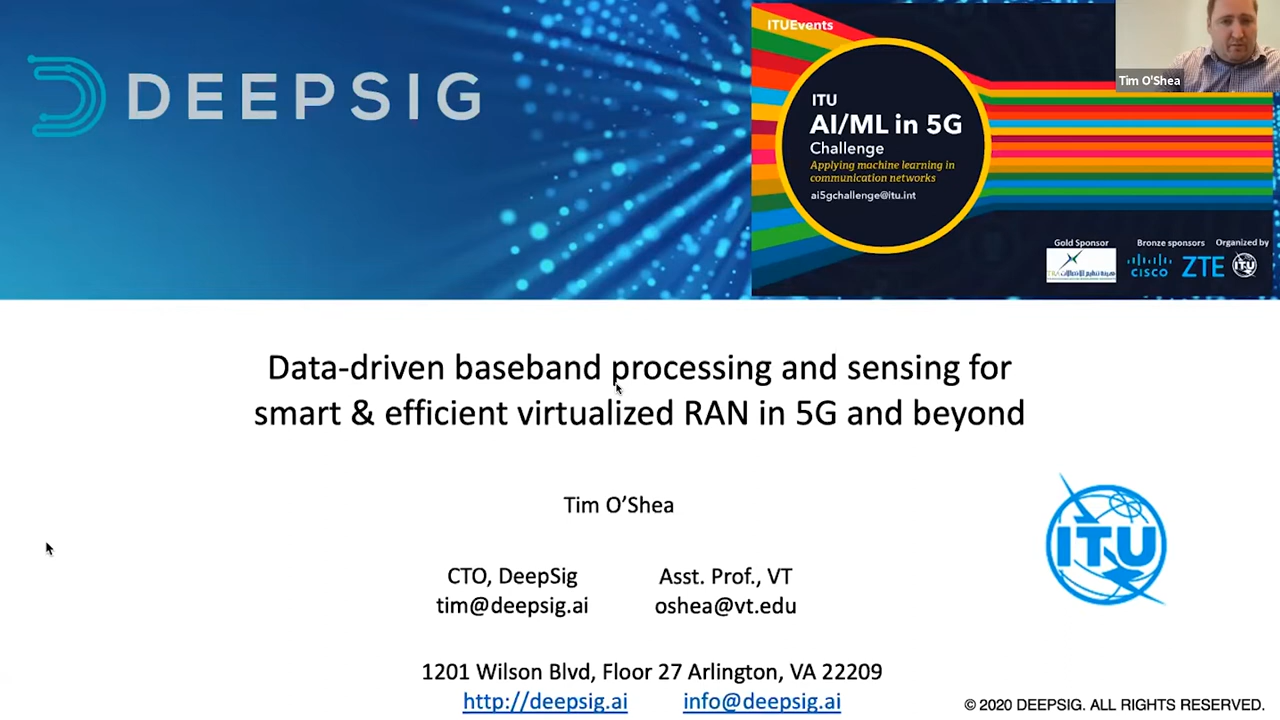 DEEPSIG
ITUEvents
ITU
AI/ML in 5G
Challenge
Applying machine learning in
communication networks
ai5gchallenge@itu.int
Tim O'Shea
Gold Sponsor
Bronze sponsors
Organized by
TRA
CISCO
ZTE
ITU
Data-driven baseband processing and sensing for
smart & efficient virtualized RAN in 5G and beyond
Tim O’Shea
CTO, DeepSig
tim@deepsig.ai
Asst. Prof., VT
oshea@vt.edu
ITU
1201 Wilson Blvd, Floor 27 Arlington, VA 22209
http://deepsig.ai
info@deepsig.ai
© 2020 DEEPSIG. ALL RIGHTS RESERVED.